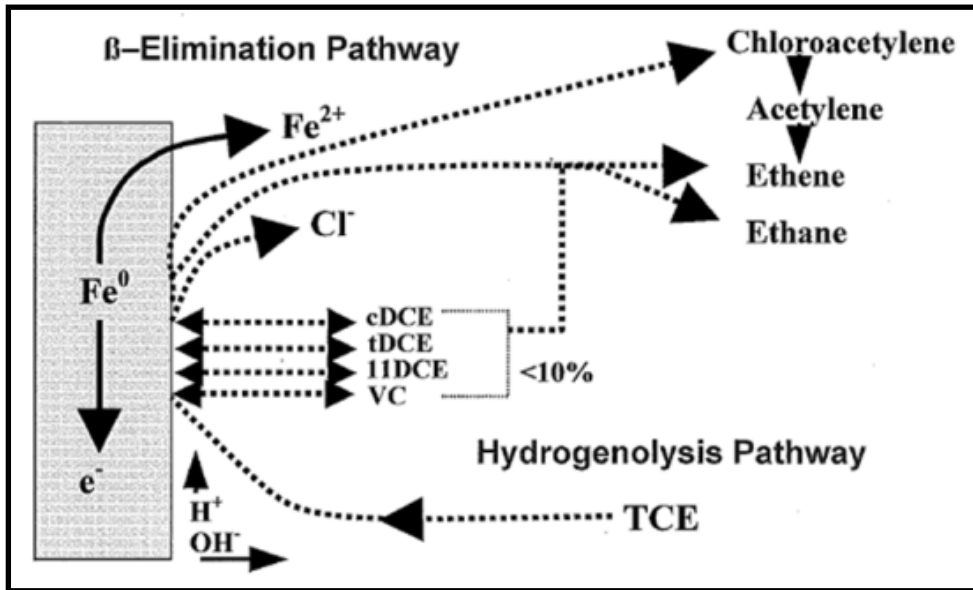 ß–Elimination Pathway
Chloroacetylene
Acetylene
Ethene
Ethane
Fe²⁺
Cl⁻
Fe⁰
e⁻
cDCE
tDCE
11DCE
VC
<10%
Hydrogenolysis Pathway
TCE
H⁺
OH⁻